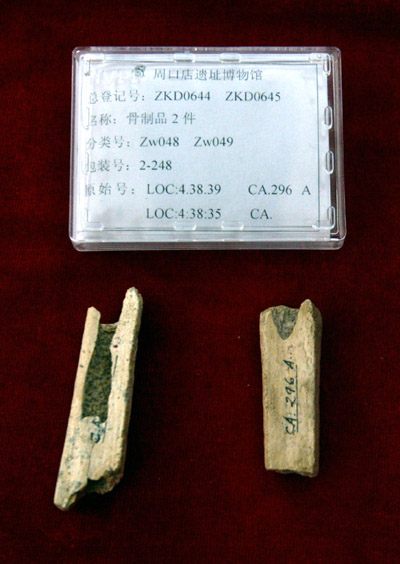 周口店遗址博物馆
总登记号：ZKD0644 ZKD0645
名称：骨制品2件
分类号：Zw048 Zw049
包装号：2-248
原始号：LOC:4.38.39 CA.296 A
LOC:4:38:35 CA.
CA
CA. 296 A.